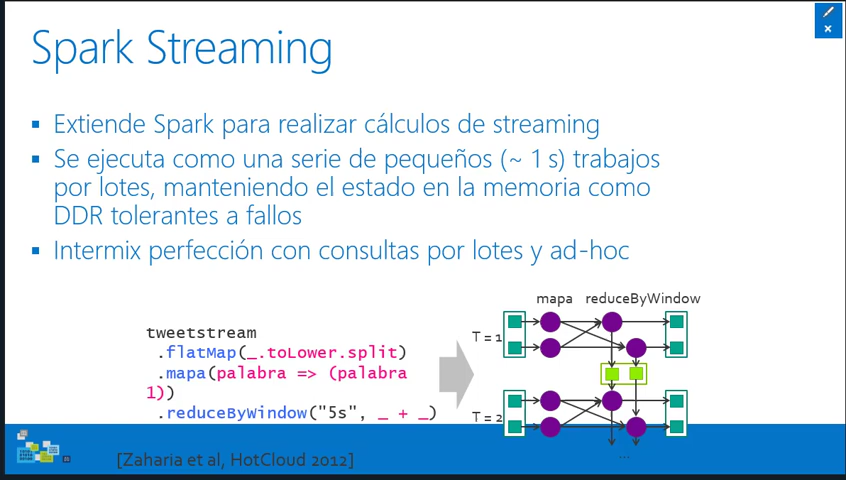 Spark Streaming
▪ Extiende Spark para realizar cálculos de streaming
▪ Se ejecuta como una serie de pequeños (~ 1 s) trabajos
por lotes, manteniendo el estado en la memoria como
DDR tolerantes a fallos
▪ Intermix perfección con consultas por lotes y ad-hoc
mapa reduceByWindow
tweetstream
.flatMap(_.toLower.split)
.mapa(palabra => (palabra
1))
.reduceByWindow("5s", _ + _)
T = 1
T = 2
...
[Zaharia et al, HotCloud 2012]